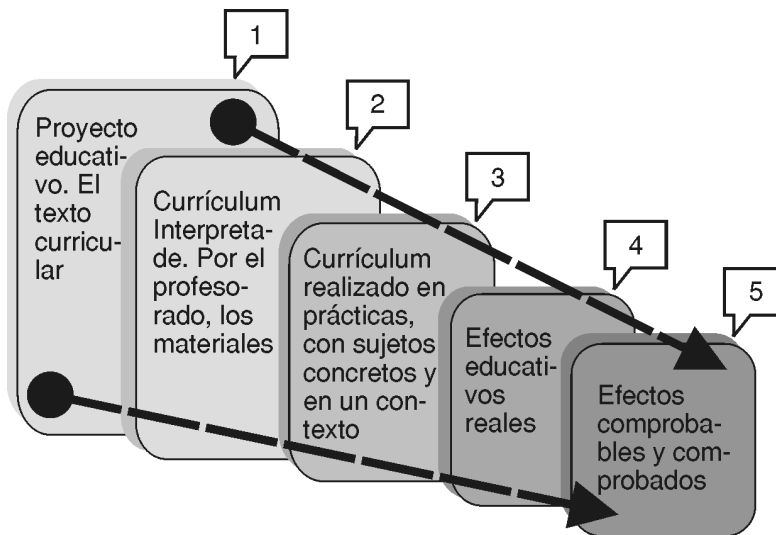 1
Proyecto
educati-
vo. El
texto
curricu-
lar
2
Currículum
Interpreta-
de. Por el
profeso-
rado, los
materiales
3
Currículum
realizado en
prácticas,
con sujetos
concretos y
en un con-
texto
4
Efectos
educati-
vos
reales
5
Efectos
comproba-
bles y com-
probados